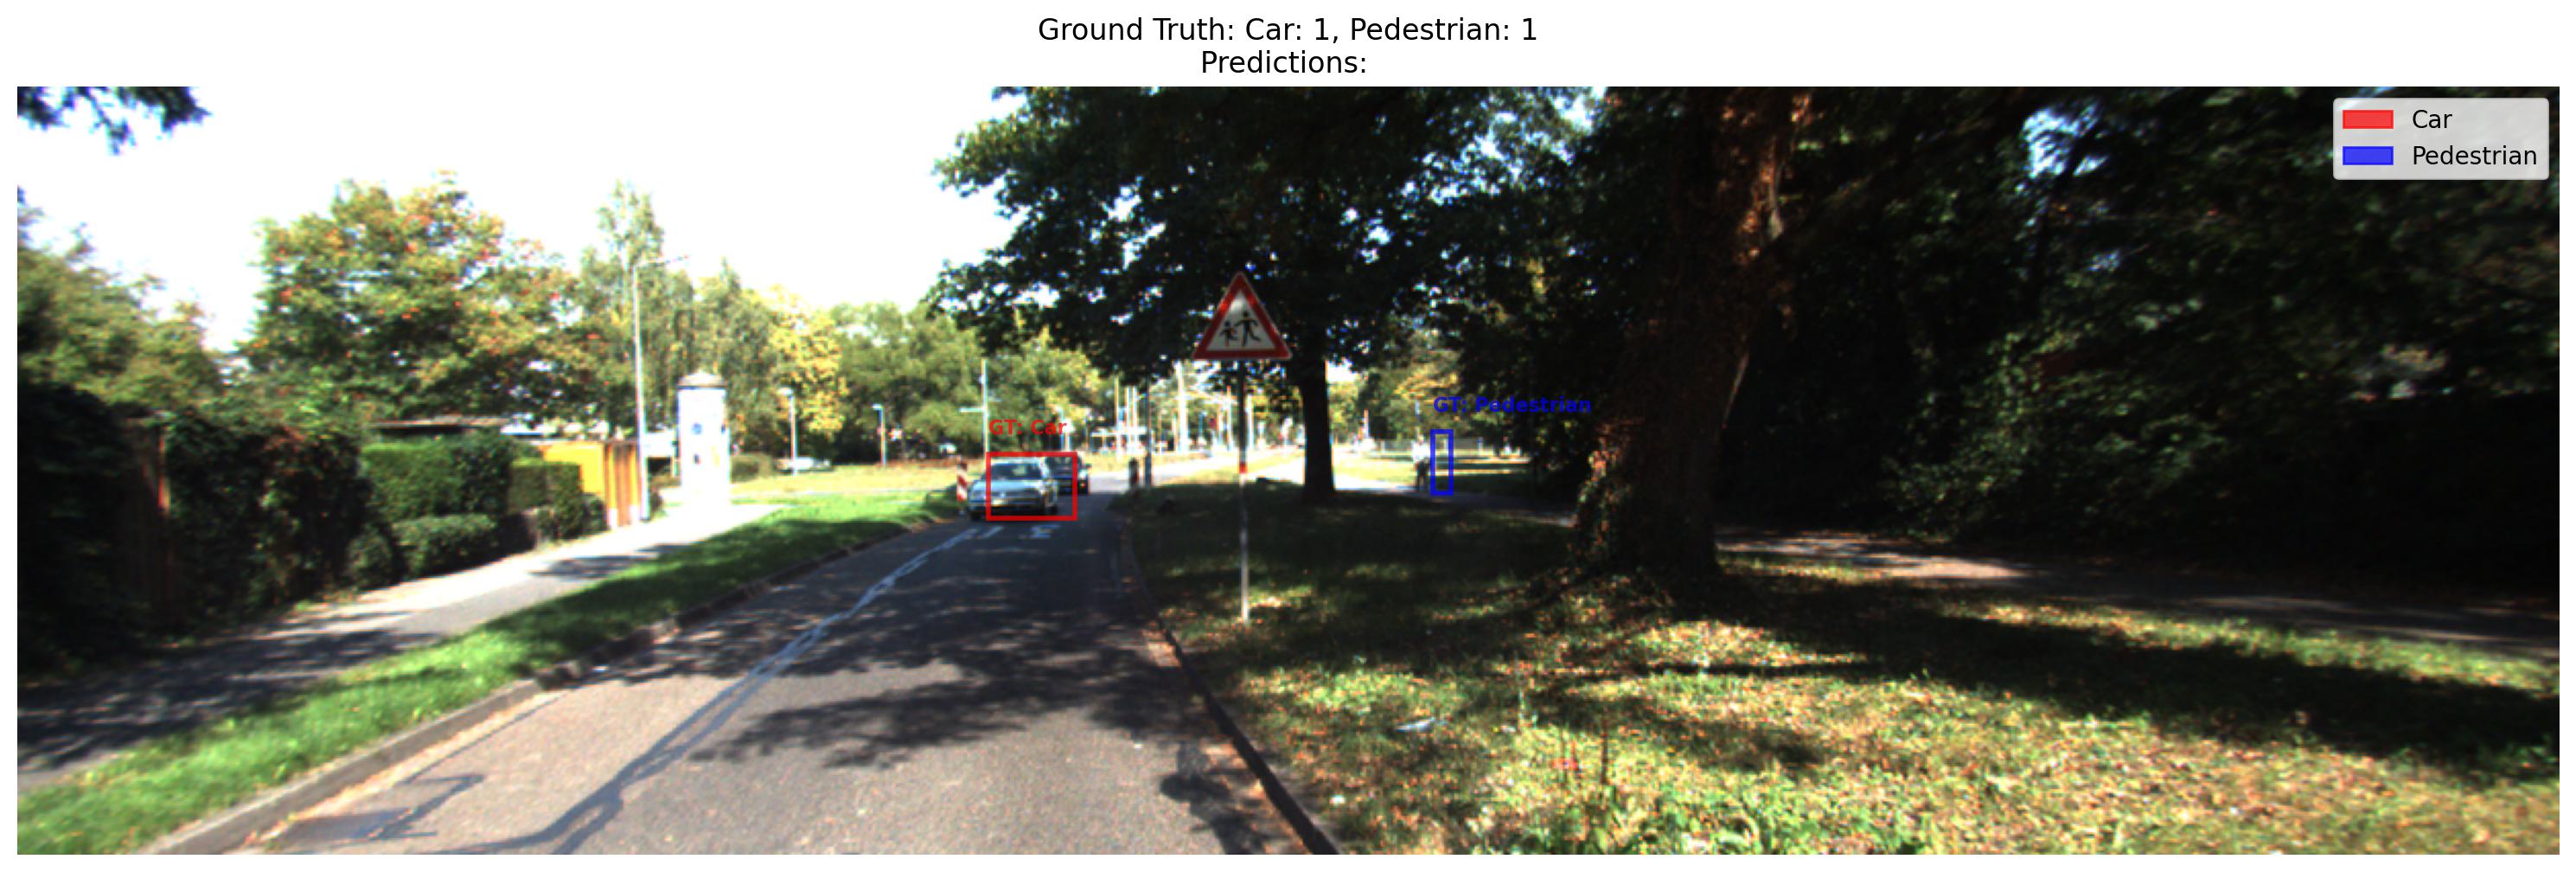 Ground Truth: Car: 1, Pedestrian: 1
Predictions:
Car
Pedestrian
GT: Pedestrian
GT: Car